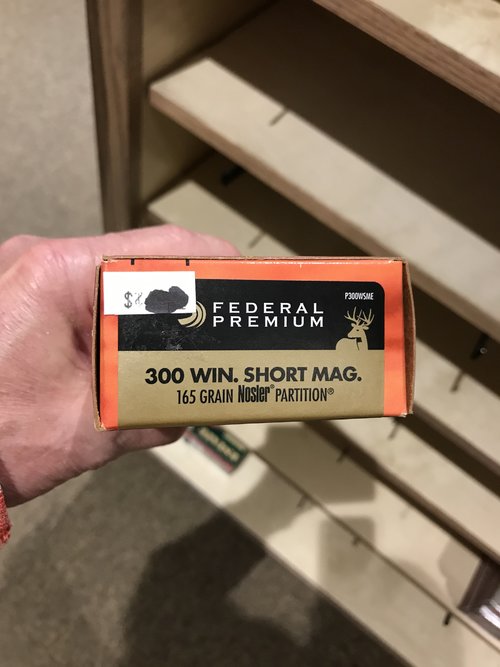 P300WSME
FEDERAL
PREMIUM
300 WIN. SHORT MAG.
165 GRAIN Nosler® PARTITION®